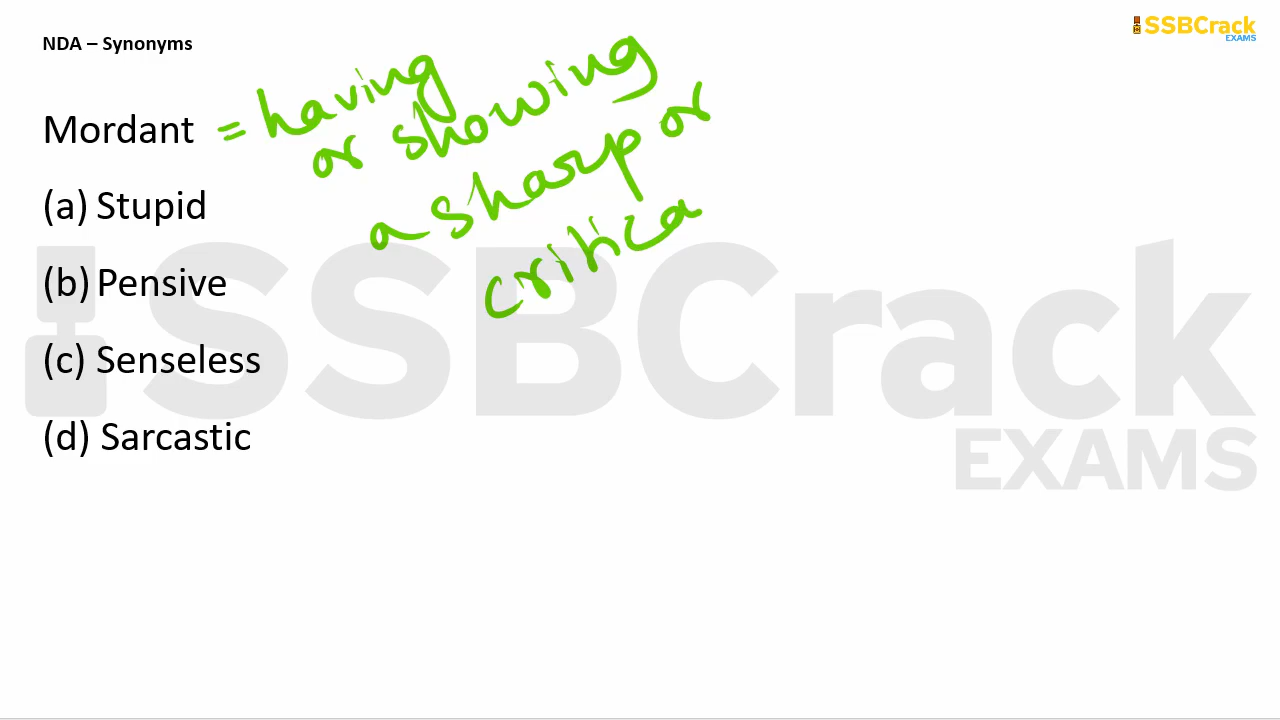 SSBCrack
EXAMS
NDA – Synonyms
Mordant = having
or showing
a sharp or
critica
(a) Stupid
(b) Pensive
(c) Senseless
(d) Sarcastic
SSBCrack
EXAMS